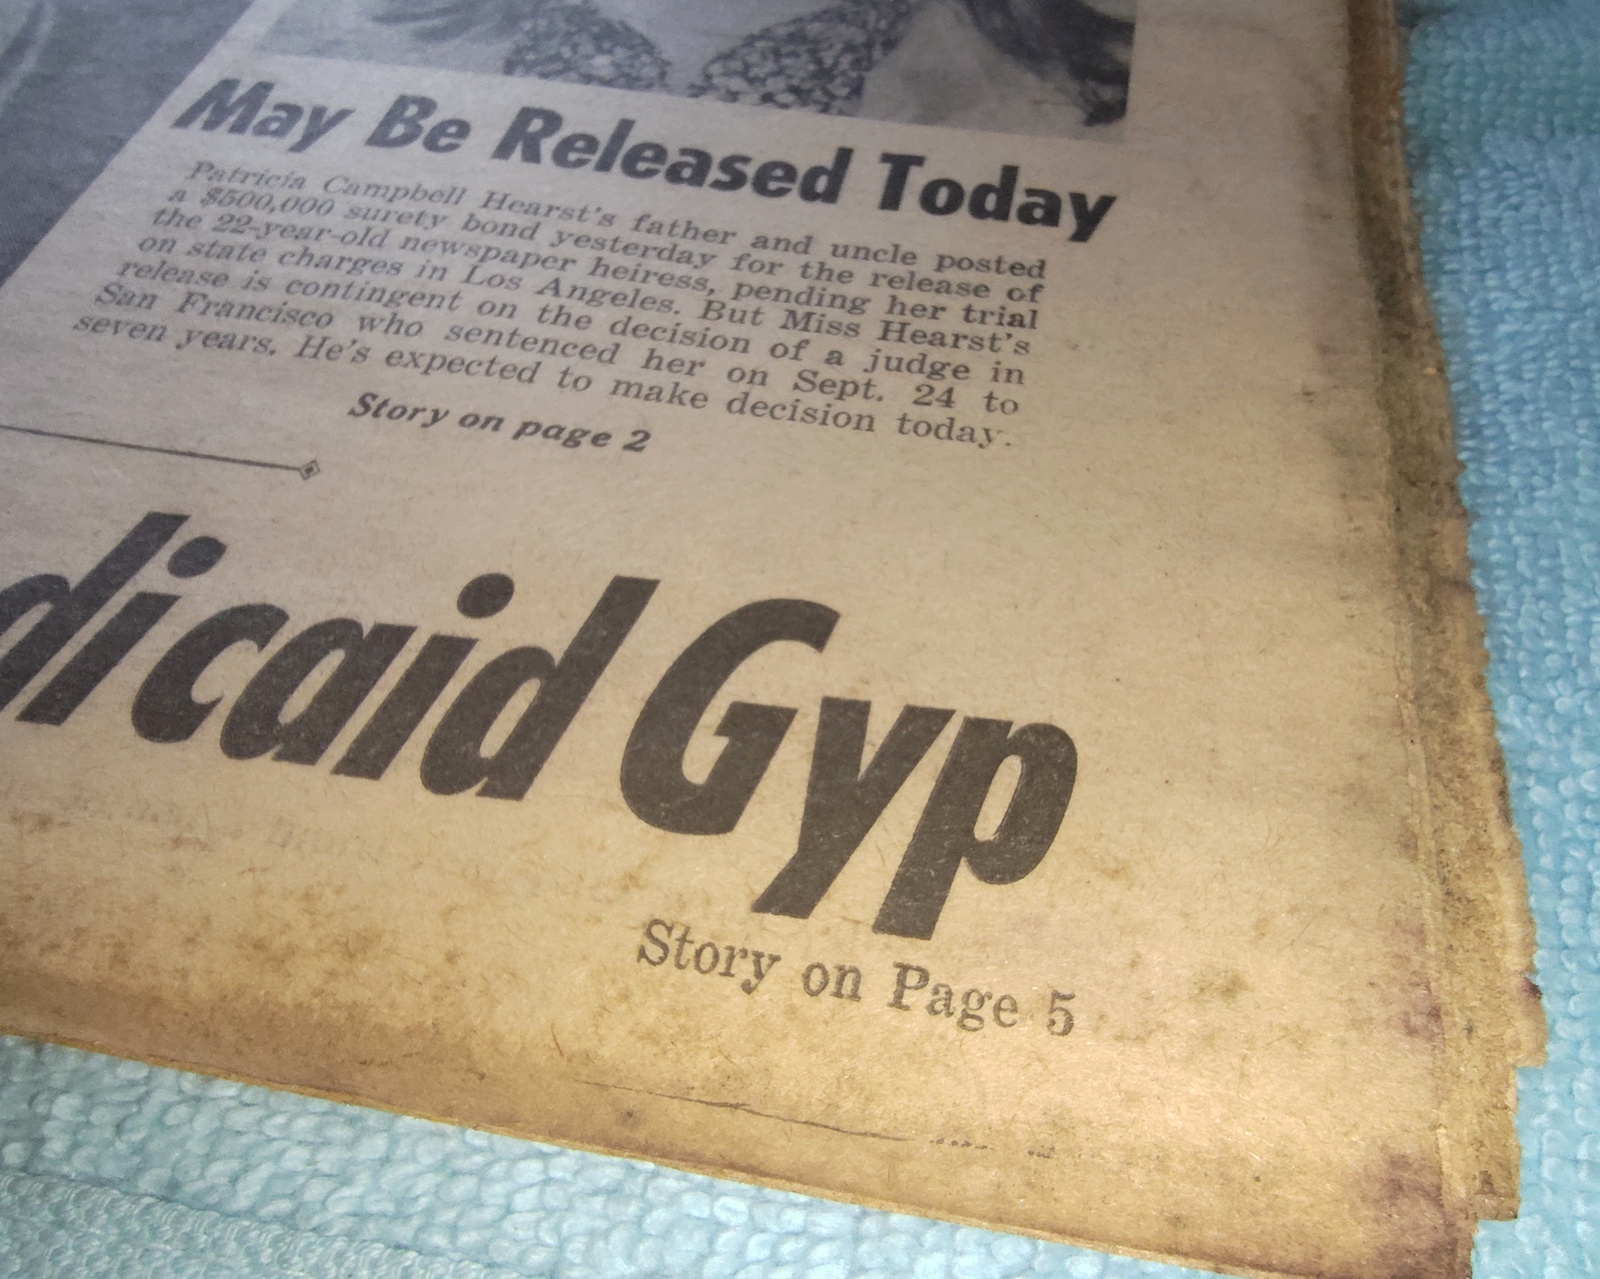 May Be Released Today
Patricia Campbell Hearst's father and uncle posted
a $500,000 surety bond yesterday for the release of
the 22-year-old newspaper heiress, pending her trial
on state charges in Los Angeles. But Miss Hearst's
release is contingent on the decision of a judge in
San Francisco who sentenced her on Sept. 24 to
seven years. He's expected to make decision today.
Story on page 2
dicaid Gyp
Story on Page 5